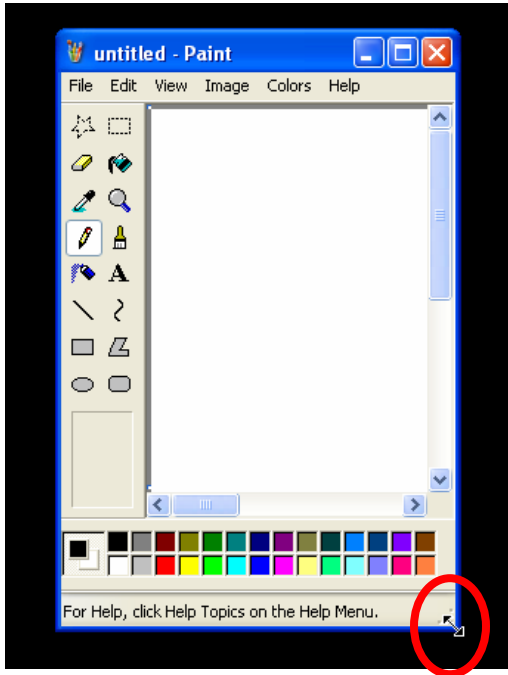 untitled - Paint
File Edit View Image Colors Help
A
For Help, click Help Topics on the Help Menu.